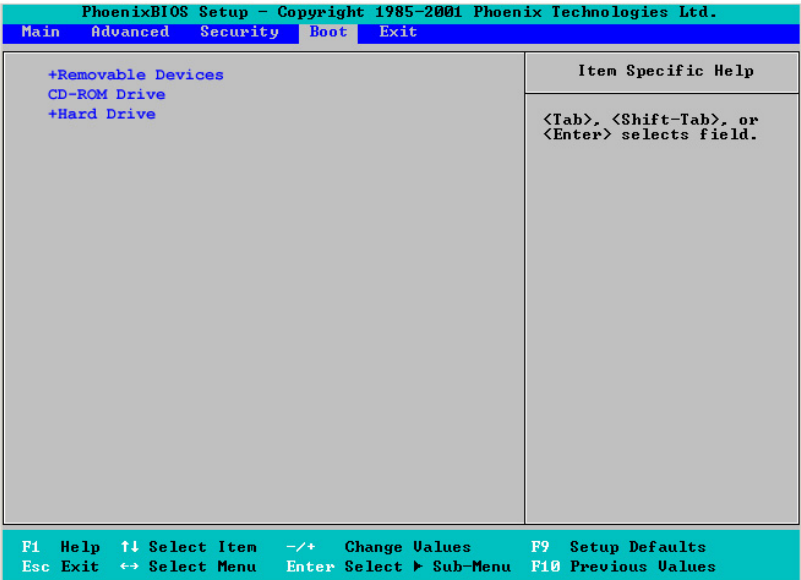 PhoenixBIOS Setup - Copyright 1985-2001 Phoenix Technologies Ltd.
Main Advanced Security Boot Exit
+Removable Devices
CD-ROM Drive
+Hard Drive
Item Specific Help
<Tab>, <Shift-Tab>, or
<Enter> selects field.
F1 Help ↑↓ Select Item -/+ Change Values F9 Setup Defaults
Esc Exit ↔ Select Menu Enter Select ▶ Sub-Menu F10 Previous Values